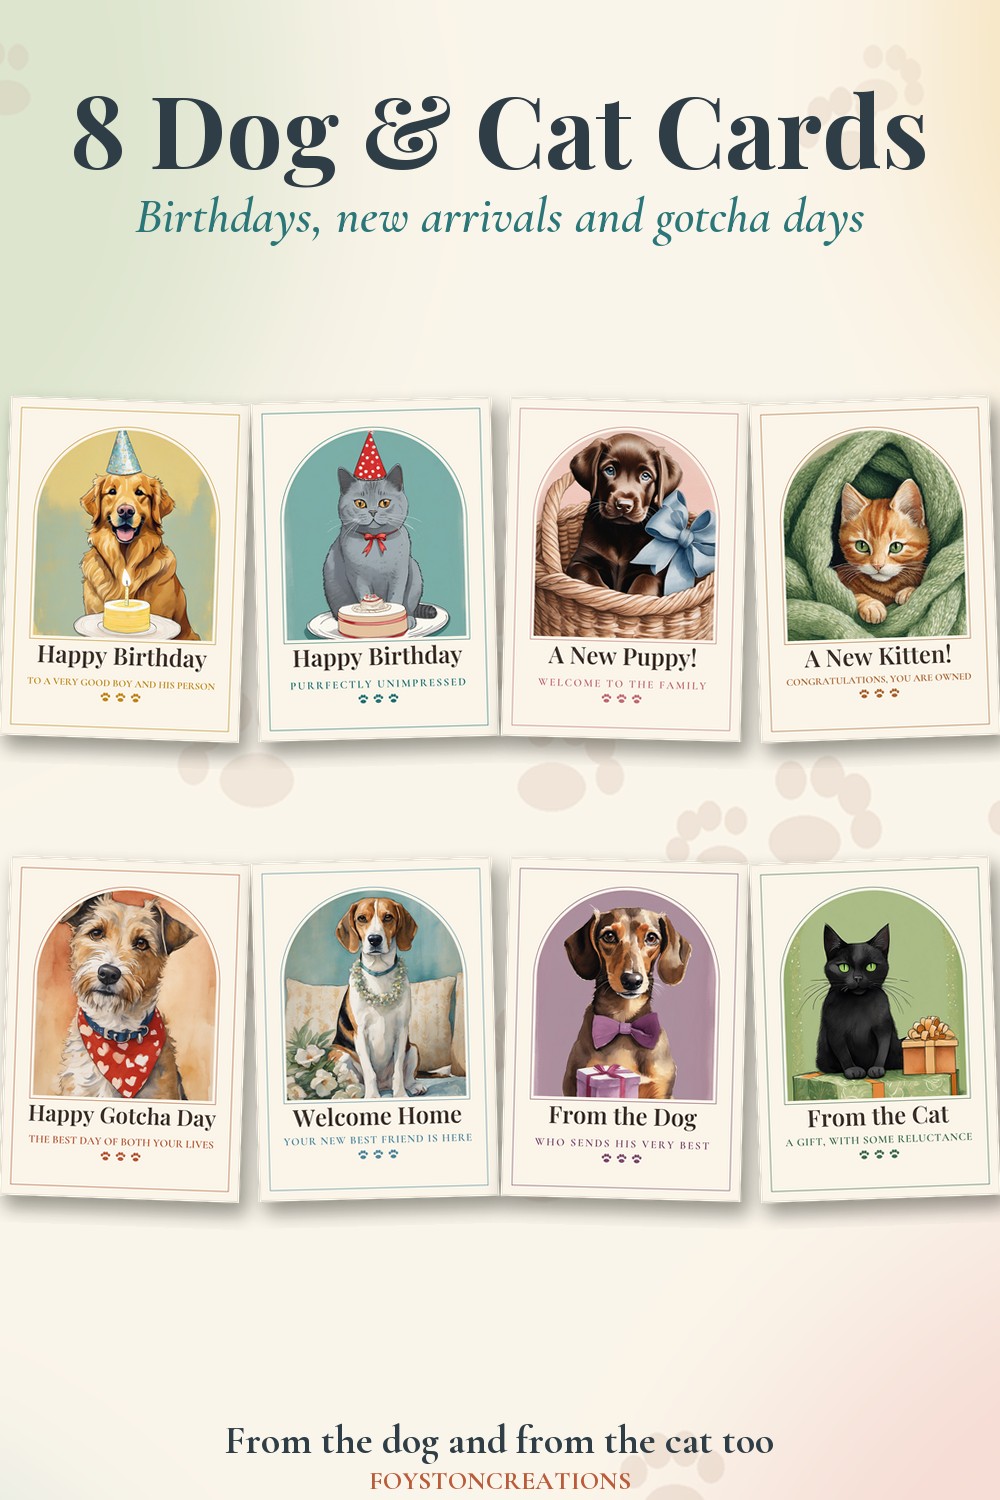 8 Dog & Cat Cards
Birthdays, new arrivals and gotcha days
Happy Birthday
TO A VERY GOOD BOY AND HIS PERSON
Happy Birthday
PURRFECTLY UNIMPRESSED
A New Puppy!
WELCOME TO THE FAMILY
A New Kitten!
CONGRATULATIONS, YOU ARE OWNED
Happy Gotcha Day
THE BEST DAY OF BOTH YOUR LIVES
Welcome Home
YOUR NEW BEST FRIEND IS HERE
From the Dog
WHO SENDS HIS VERY BEST
From the Cat
A GIFT, WITH SOME RELUCTANCE
From the dog and from the cat too
FOYSTONCREATIONS